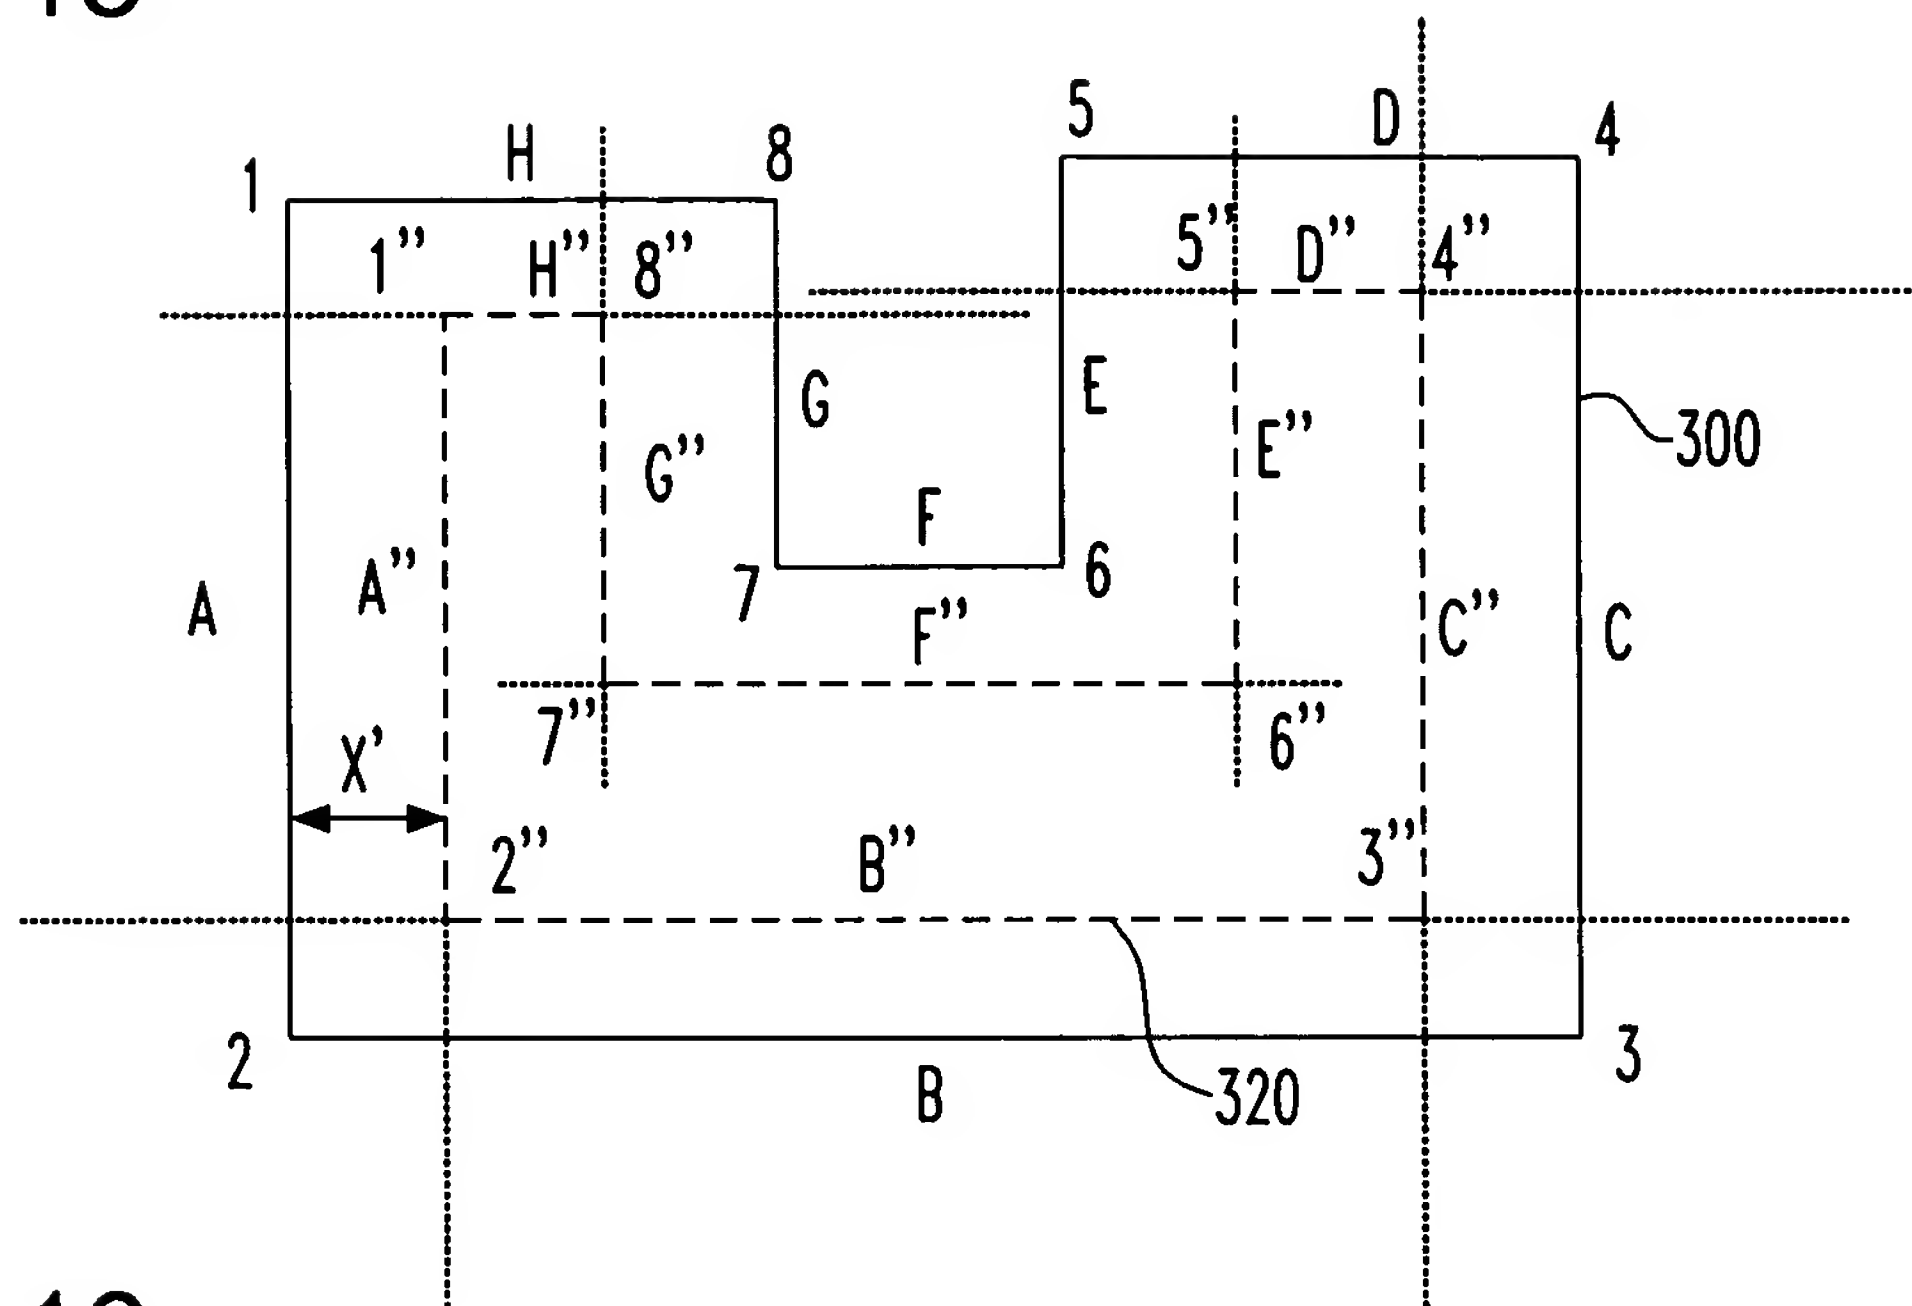 5 D 4
1 H 8
1” H” 8” 5” D” 4”
G E
G” E” 300
F
A A” 7 6
F” C” C
X' 7” 6”
2” B” 3”
2 3
B 320